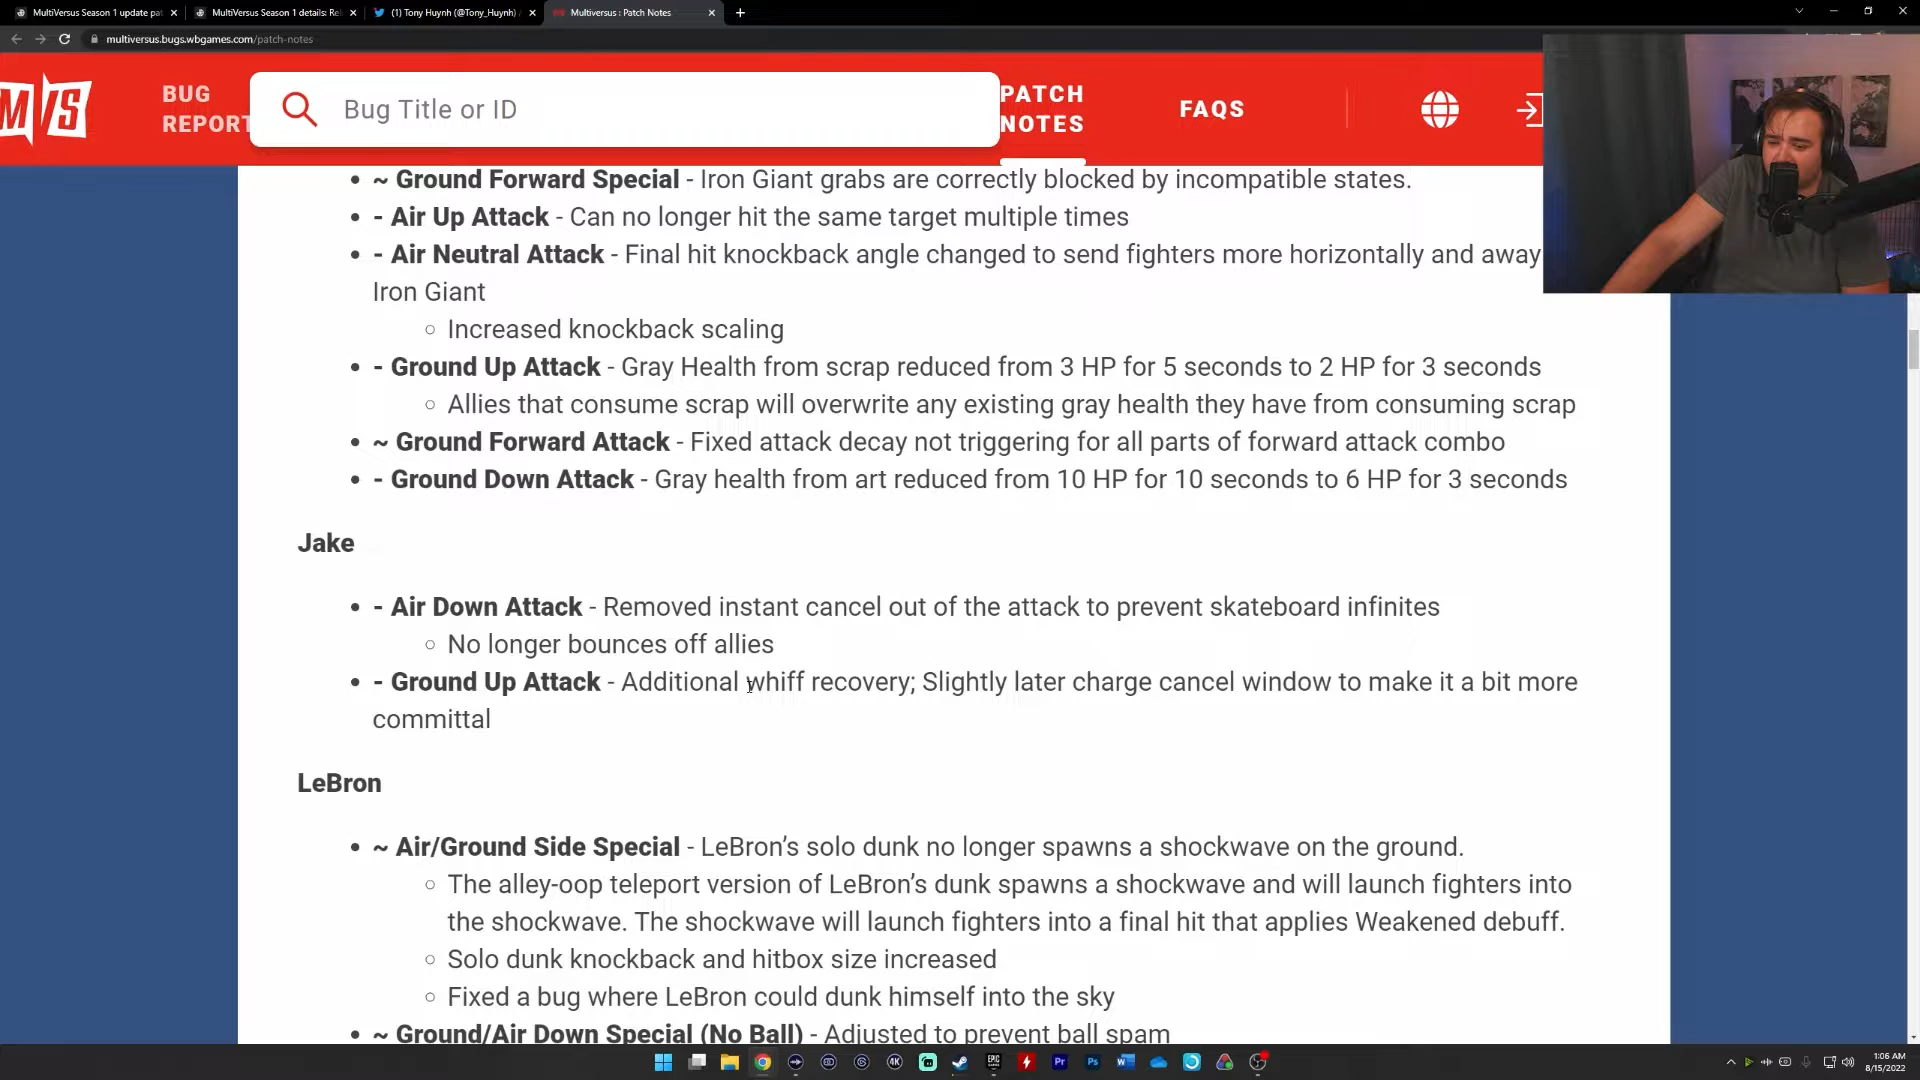 MultiVersus Season 1 update pat
MultiVersus Season 1 details: Rel
(1) Tony Huynh (@Tony_Huynh) /
Multiversus : Patch Notes
multiversus.bugs.wbgames.com/patch-notes
M/S
BUG
REPORT
Bug Title or ID
PATCH
NOTES
FAQS
• ~ Ground Forward Special - Iron Giant grabs are correctly blocked by incompatible states.
• - Air Up Attack - Can no longer hit the same target multiple times
• - Air Neutral Attack - Final hit knockback angle changed to send fighters more horizontally and away
Iron Giant
○ Increased knockback scaling
• - Ground Up Attack - Gray Health from scrap reduced from 3 HP for 5 seconds to 2 HP for 3 seconds
○ Allies that consume scrap will overwrite any existing gray health they have from consuming scrap
• ~ Ground Forward Attack - Fixed attack decay not triggering for all parts of forward attack combo
• - Ground Down Attack - Gray health from art reduced from 10 HP for 10 seconds to 6 HP for 3 seconds
Jake
• - Air Down Attack - Removed instant cancel out of the attack to prevent skateboard infinites
○ No longer bounces off allies
• - Ground Up Attack - Additional whiff recovery; Slightly later charge cancel window to make it a bit more
committal
LeBron
• ~ Air/Ground Side Special - LeBron’s solo dunk no longer spawns a shockwave on the ground.
○ The alley-oop teleport version of LeBron’s dunk spawns a shockwave and will launch fighters into
the shockwave. The shockwave will launch fighters into a final hit that applies Weakened debuff.
○ Solo dunk knockback and hitbox size increased
○ Fixed a bug where LeBron could dunk himself into the sky
• ~ Ground/Air Down Special (No Ball) - Adjusted to prevent ball spam
4K
EPIC
Pr
Ps
W
1:06 AM
8/15/2022